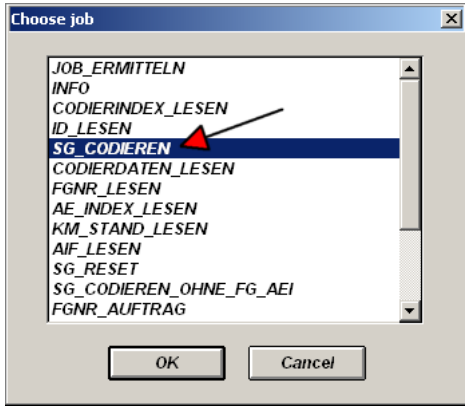 Choose job
JOB_ERMITTELN
INFO
CODIERINDEX_LESEN
ID_LESEN
SG_CODIEREN
CODIERDATEN_LESEN
FGNR_LESEN
AE_INDEX_LESEN
KM_STAND_LESEN
AIF_LESEN
SG_RESET
SG_CODIEREN_OHNE_FG_AEI
FGNR_AUFTRAG
OK Cancel